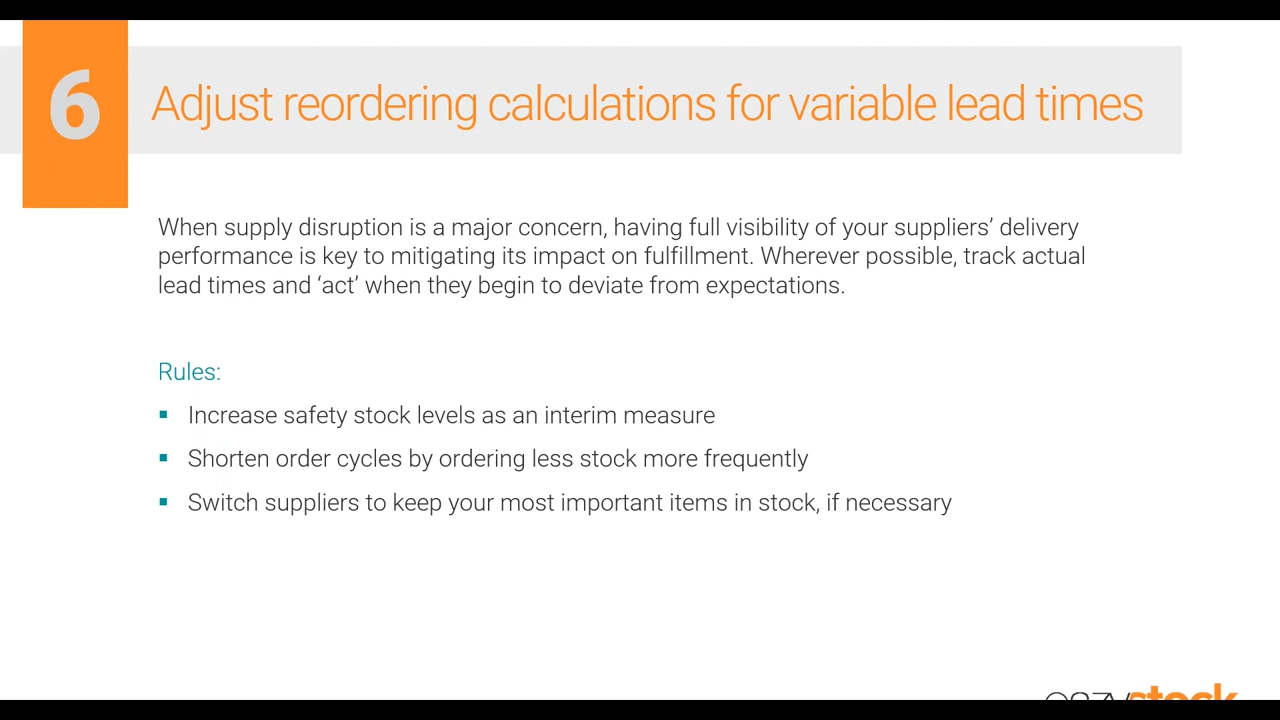 6
Adjust reordering calculations for variable lead times
When supply disruption is a major concern, having full visibility of your suppliers’ delivery
performance is key to mitigating its impact on fulfillment. Wherever possible, track actual
lead times and ‘act’ when they begin to deviate from expectations.
Rules:
▪ Increase safety stock levels as an interim measure
▪ Shorten order cycles by ordering less stock more frequently
▪ Switch suppliers to keep your most important items in stock, if necessary